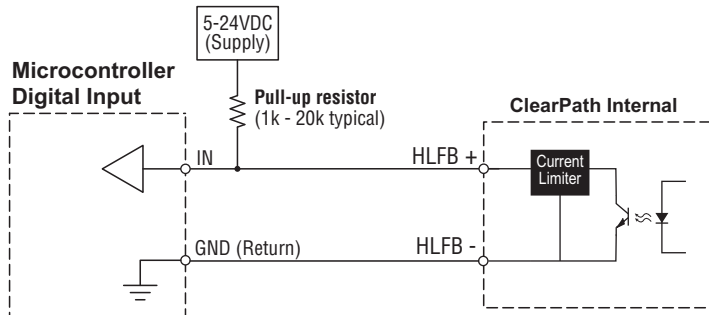 5-24VDC
(Supply)
Microcontroller
Digital Input
Pull-up resistor
(1k - 20k typical)
ClearPath Internal
IN
HLFB +
Current
Limiter
GND (Return)
HLFB -